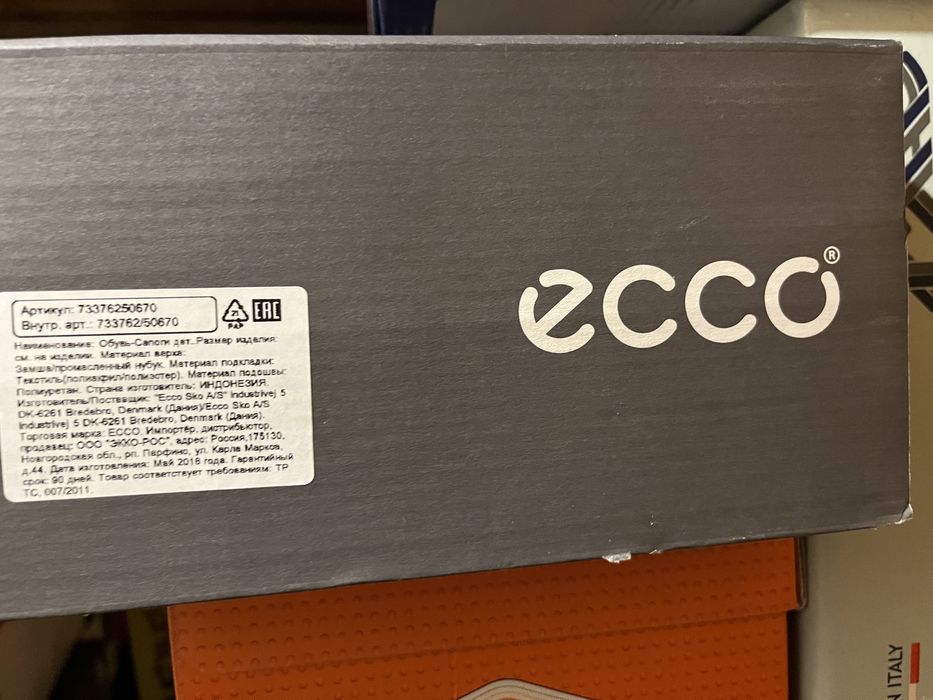 ecco®
Артикул: 73376250670
Внутр. арт.: 733762/50670
PAP
EAC
Наименование: Обувь-Сапоги дет. Размер изделия:
см. на изделии. Материал верха:
Замша/промасленный нубук. Материал подкладки:
Текстиль(полиакрил/полиэстер). Материал подошвы:
Полиуретан. Страна изготовитель: ИНДОНЕЗИЯ.
Изготовитель/Поставщик: "Ecco Sko A/S" Industrivej 5
DK-6261 Bredebro, Denmark (Дания)/Ecco Sko A/S
Industrivej 5 DK-6261 Bredebro, Denmark (Дания).
Торговая марка: ECCO. Импортёр, дистрибьютор,
продавец: ООО "ЭККО-РОС", адрес: Россия,175130,
Новгородская обл., рп. Парфино, ул. Карла Маркса,
д.44. Дата изготовления: Май 2018 года. Гарантийный
срок: 90 дней. Товар соответствует требованиям: ТР
ТС, 007/2011.
ITALY